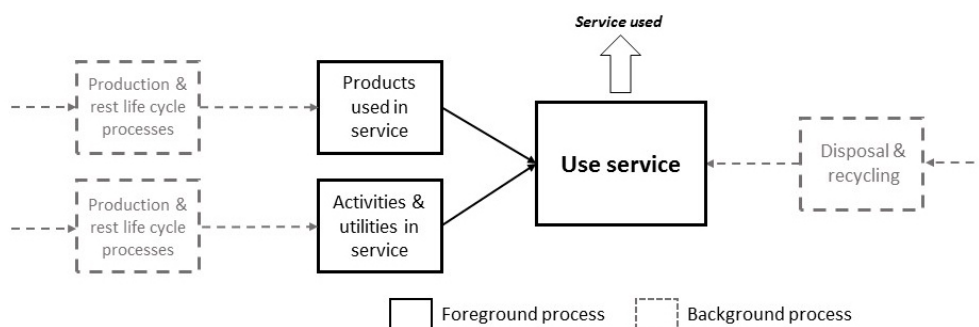 Service used
Production &
rest life cycle
processes
Products
used in
service
Use service
Disposal &
recycling
Production &
rest life cycle
processes
Activities &
utilities in
service
Foreground process
Background process